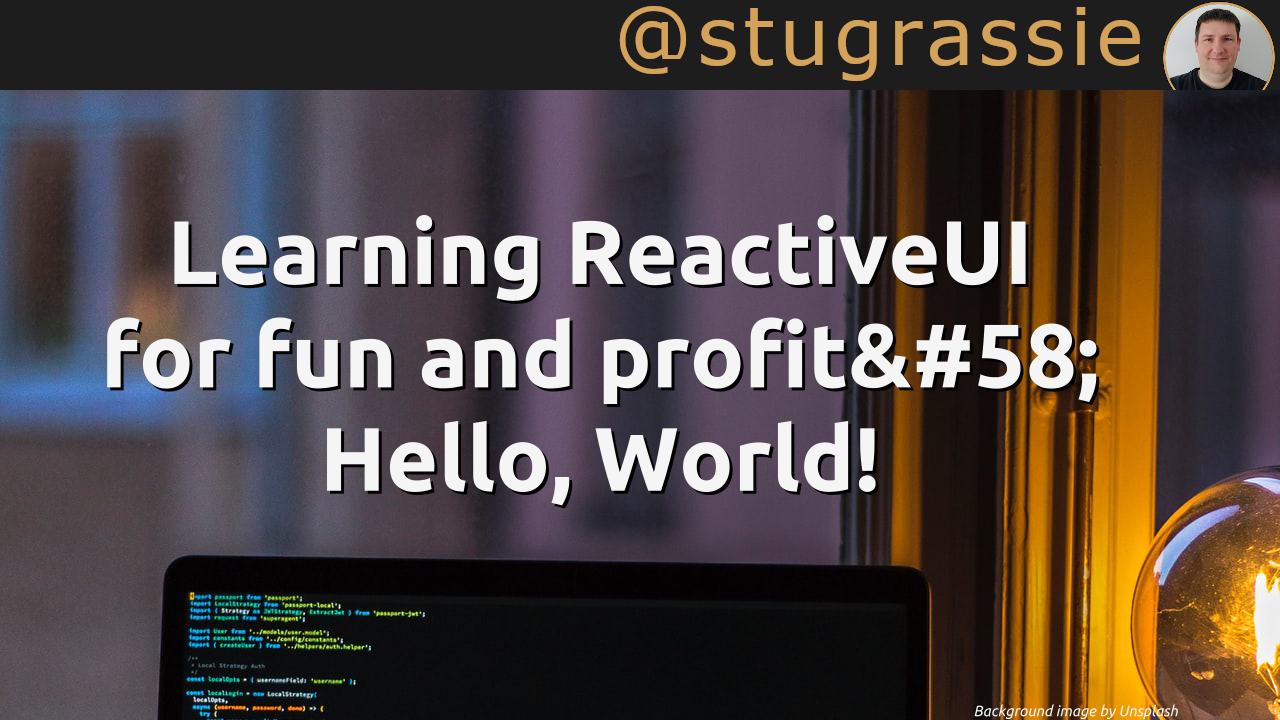 @stugrassie
Learning ReactiveUI
for fun and profit&#58;
Hello, World!
import passport from 'passport';
import LocalStrategy from 'passport-local';
import { Strategy as JWTStrategy, ExtractJwt } from 'passport-jwt';
import request from 'superagent';
import User from '../models/user.model';
import constants from '../config/constants';
import { createUser } from '../helpers/auth.helper';
/**
* Local Strategy Auth
*/
const localOpts = { usernameField: 'username' };
const localLogin = new LocalStrategy(
localOpts,
async (username, password, done) => {
try {
Background image by Unsplash